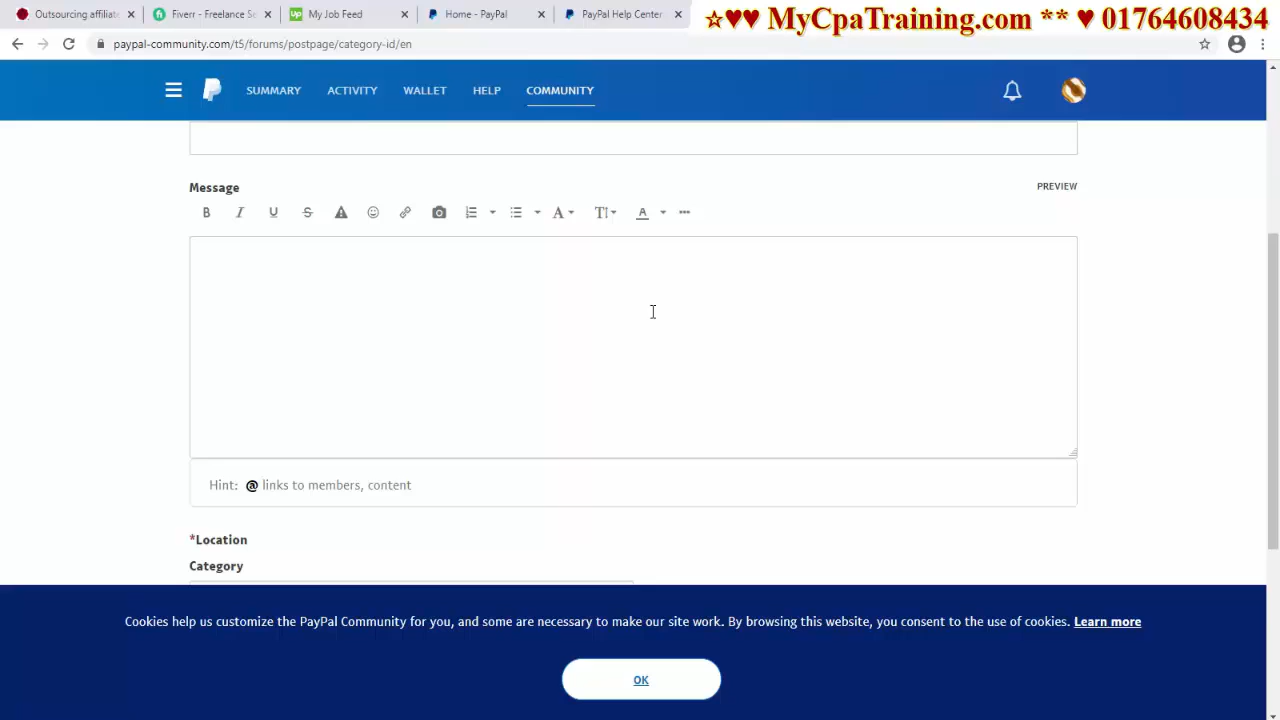 Outsourcing affiliate
Fiverr - Freelance Se
My Job Feed
Home - PayPal
PayPal Help Center
☆♥♥ MyCpaTraining.com ** ♥ 01764608434
paypal-community.com/t5/forums/postpage/category-id/en
SUMMARY ACTIVITY WALLET HELP COMMUNITY
Message PREVIEW
Hint: @ links to members, content
*Location
Category
Cookies help us customize the PayPal Community for you, and some are necessary to make our site work. By browsing this website, you consent to the use of cookies. Learn more
OK